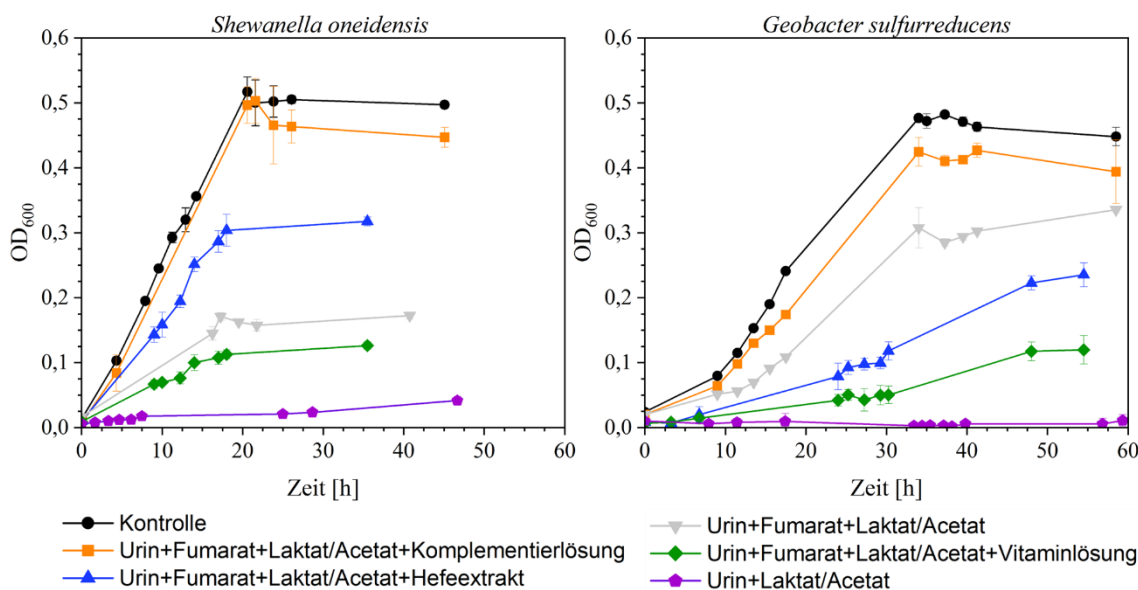 Shewanella oneidensis
Geobacter sulfurreducens
0,6
0,5
0,4
0,3
0,2
0,1
0,0
OD600
0 10 20 30 40 50 60
Zeit [h]
0,6
0,5
0,4
0,3
0,2
0,1
0,0
OD600
0 10 20 30 40 50 60
Zeit [h]
Kontrolle
Urin+Fumarat+Laktat/Acetat+Komplementierlösung
Urin+Fumarat+Laktat/Acetat+Hefeextrakt
Urin+Fumarat+Laktat/Acetat
Urin+Fumarat+Laktat/Acetat+Vitaminlösung
Urin+Laktat/Acetat